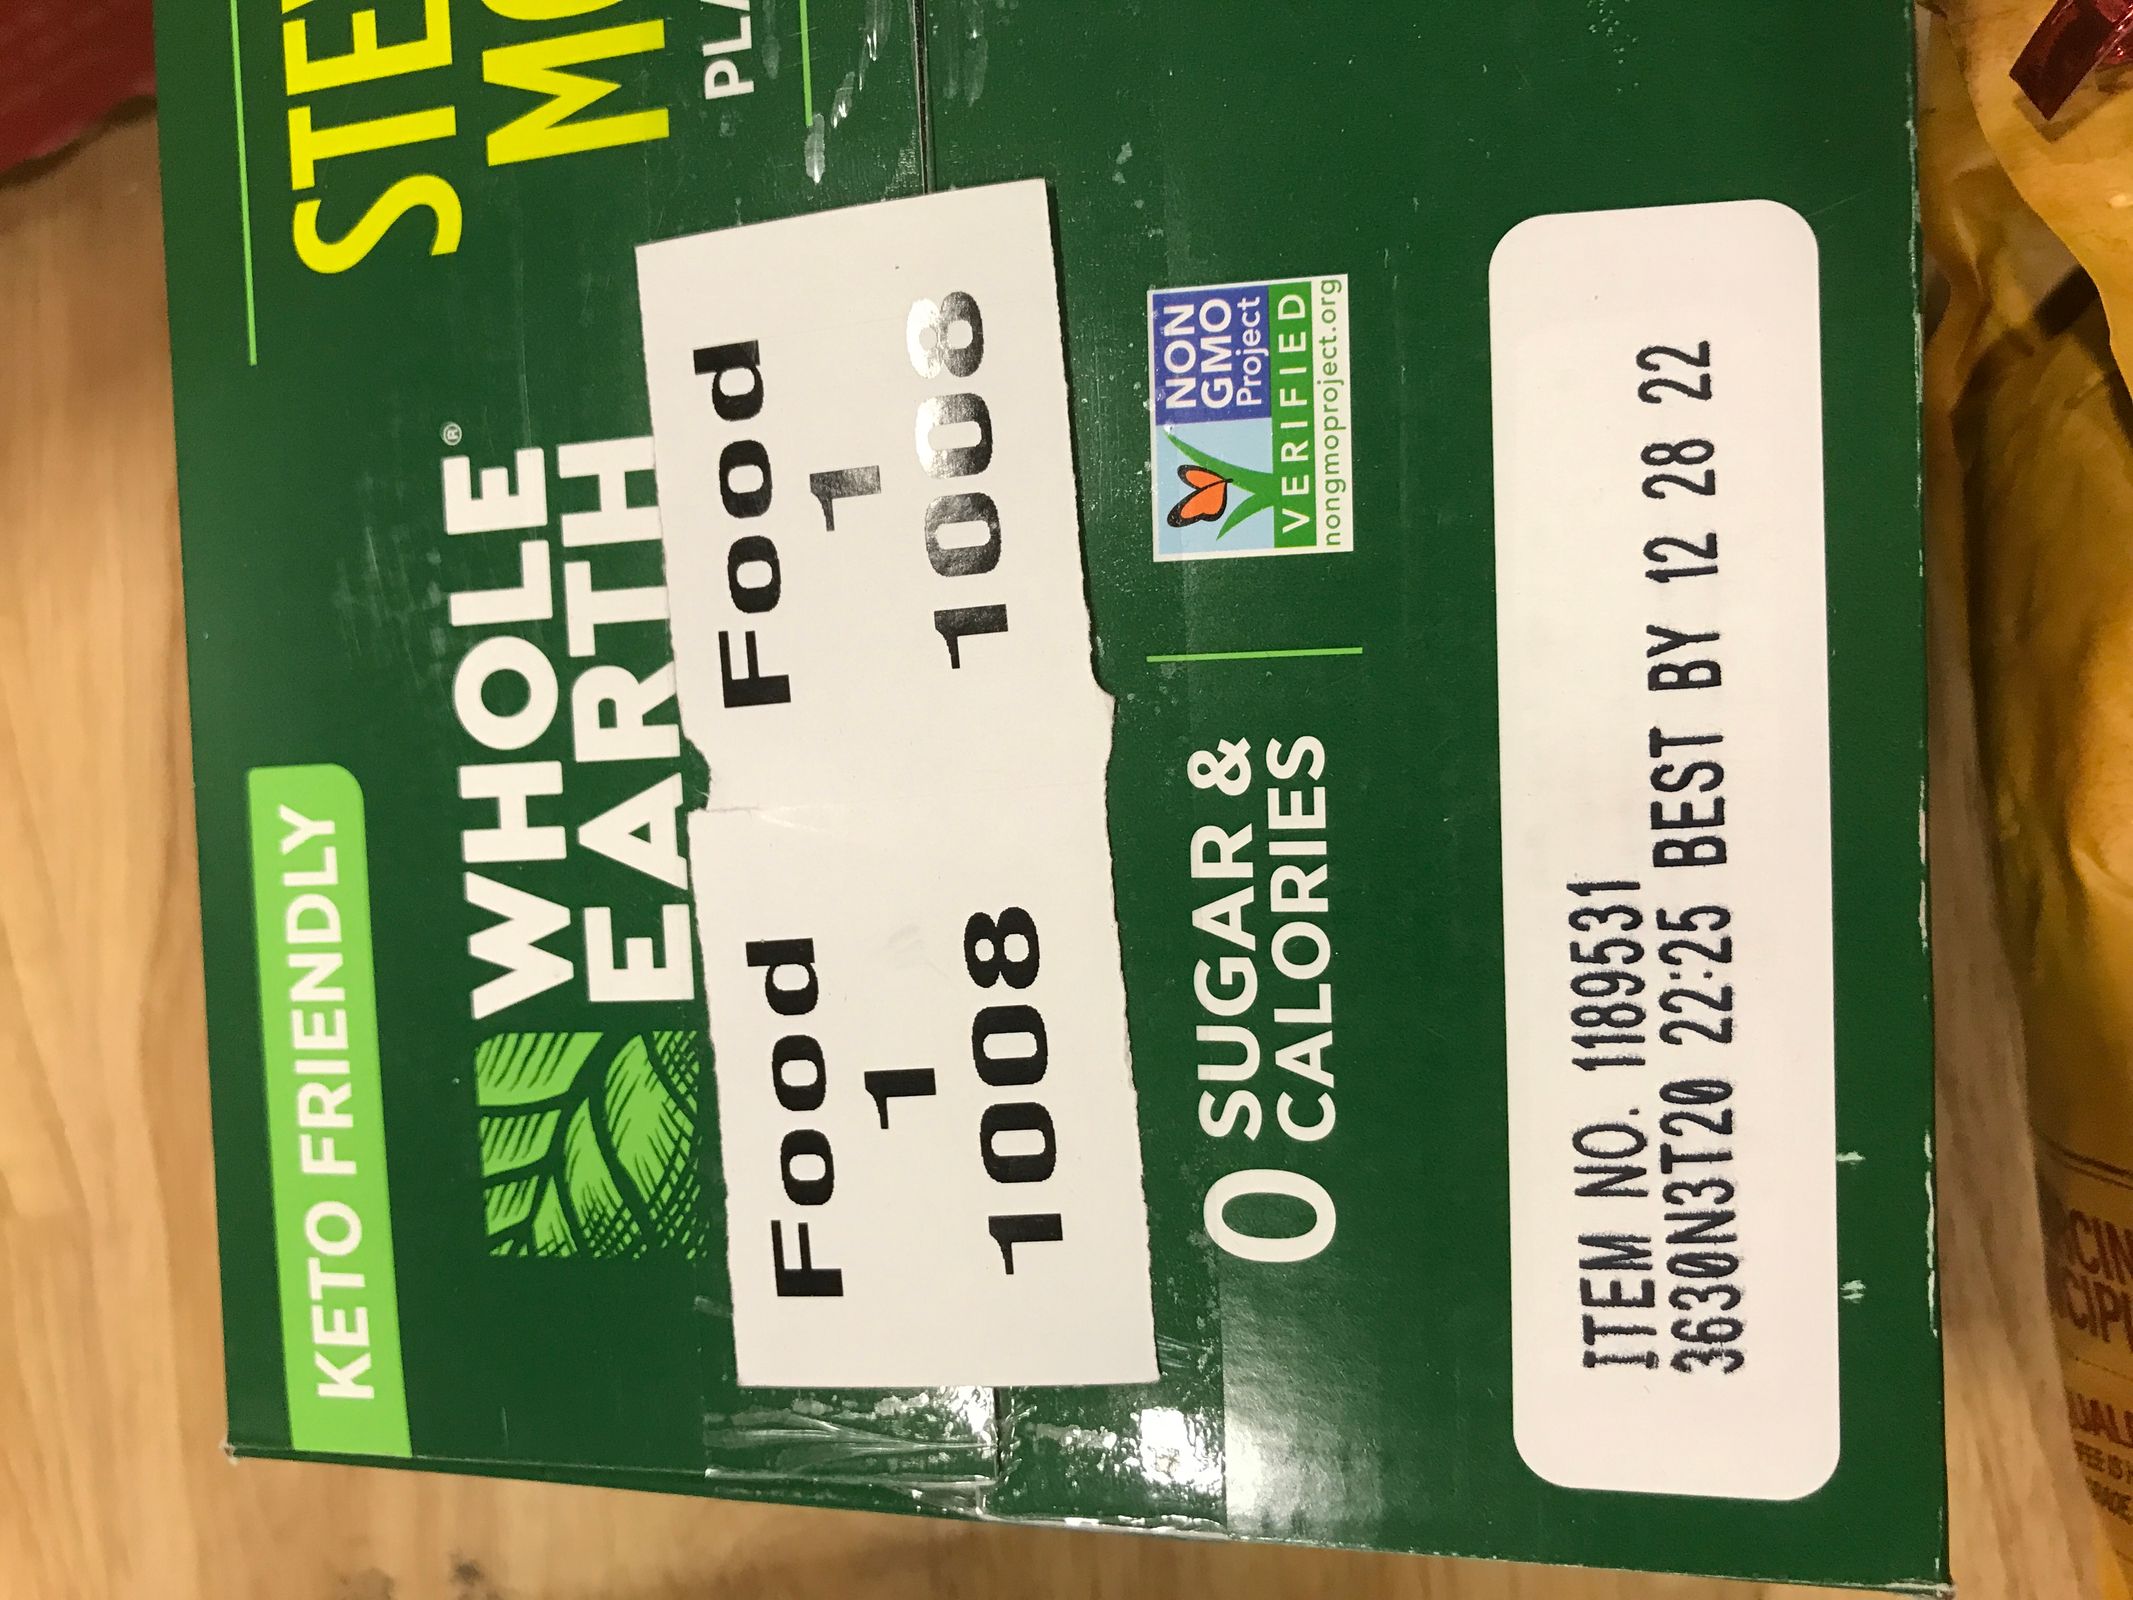 KETO FRIENDLY
WHOLE
EARTH
®
Food
1
1008
Food
1
1008
0 SUGAR &
CALORIES
NON
GMO
Project
VERIFIED
nongmoproject.org
ITEM NO. 1189531
3630N3T20 22:25 BEST BY 12 28 22